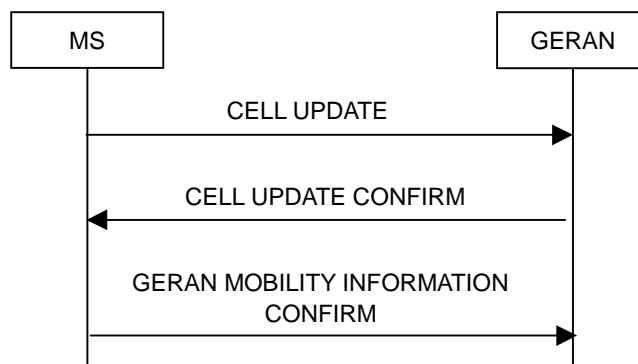 MS
GERAN
CELL UPDATE
CELL UPDATE CONFIRM
GERAN MOBILITY INFORMATION
CONFIRM